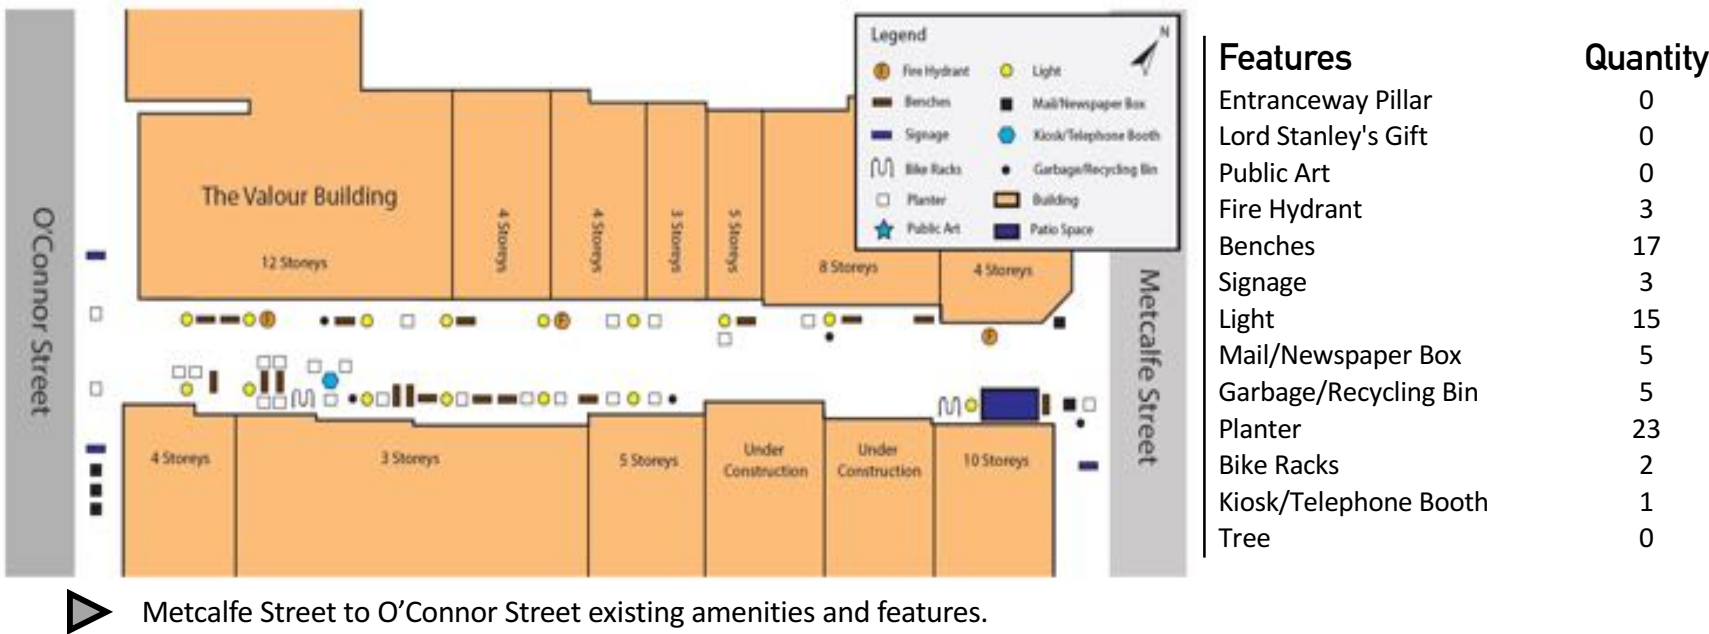 O'Connor Street
The Valour Building
12 Storeys
4 Storeys
4 Storeys
3 Storeys
5 Storeys
8 Storeys
4 Storeys
Legend
N
F Fire Hydrant
Light
Benches
Mail/Newspaper Box
Signage
Kiosk/Telephone Booth
Bike Racks
Garbage/Recycling Bin
Planter
Building
Public Art
Patio Space
Metcalfe Street
F
F
F
4 Storeys
3 Storeys
5 Storeys
Under
Construction
Under
Construction
10 Storeys
Features Quantity
Entranceway Pillar 0
Lord Stanley's Gift 0
Public Art 0
Fire Hydrant 3
Benches 17
Signage 3
Light 15
Mail/Newspaper Box 5
Garbage/Recycling Bin 5
Planter 23
Bike Racks 2
Kiosk/Telephone Booth 1
Tree 0
Metcalfe Street to O’Connor Street existing amenities and features.